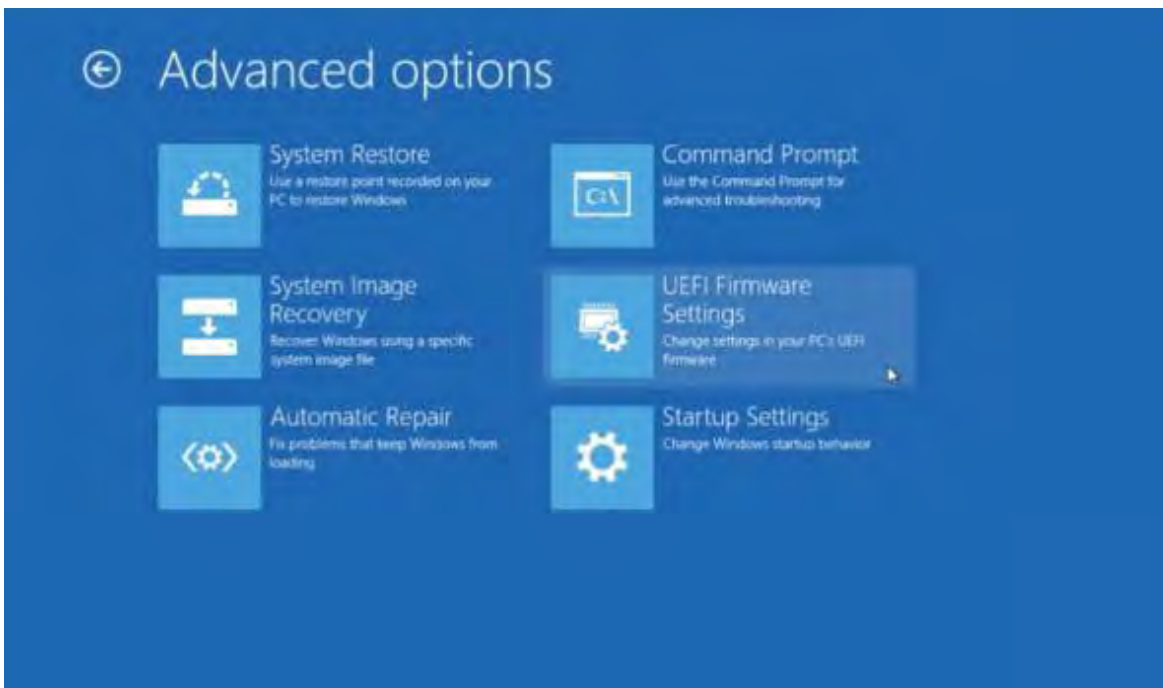 Advanced options
System Restore
Use a restore point recorded on your
PC to restore Windows
Command Prompt
Use the Command Prompt for
advanced troubleshooting
C:\
System Image
Recovery
Recover Windows using a specific
system image file
UEFI Firmware
Settings
Change settings in your PC's UEFI
firmware
Automatic Repair
Fix problems that keep Windows from
loading
Startup Settings
Change Windows startup behavior